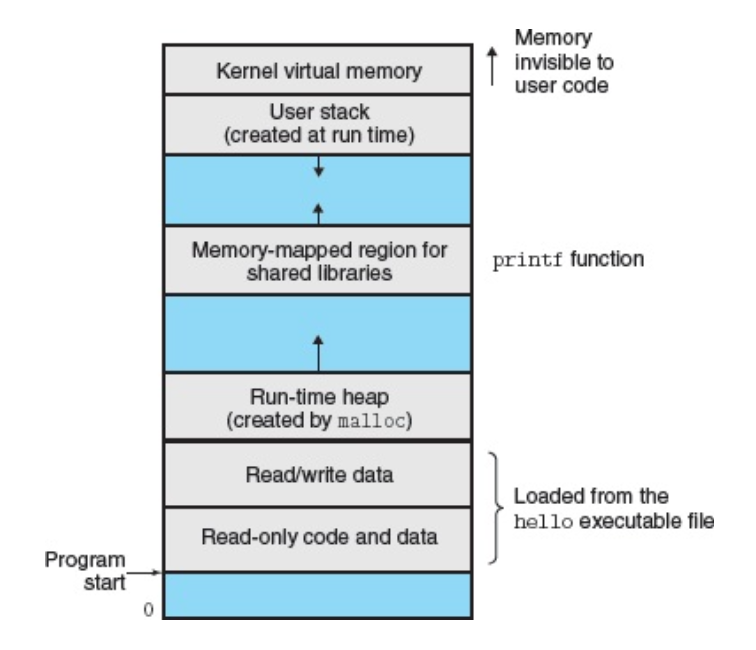 Memory
invisible to
user code
Kernel virtual memory
User stack
(created at run time)
Memory-mapped region for
shared libraries
printf function
Run-time heap
(created by malloc)
Read/write data
Read-only code and data
Loaded from the
hello executable file
Program
start
0